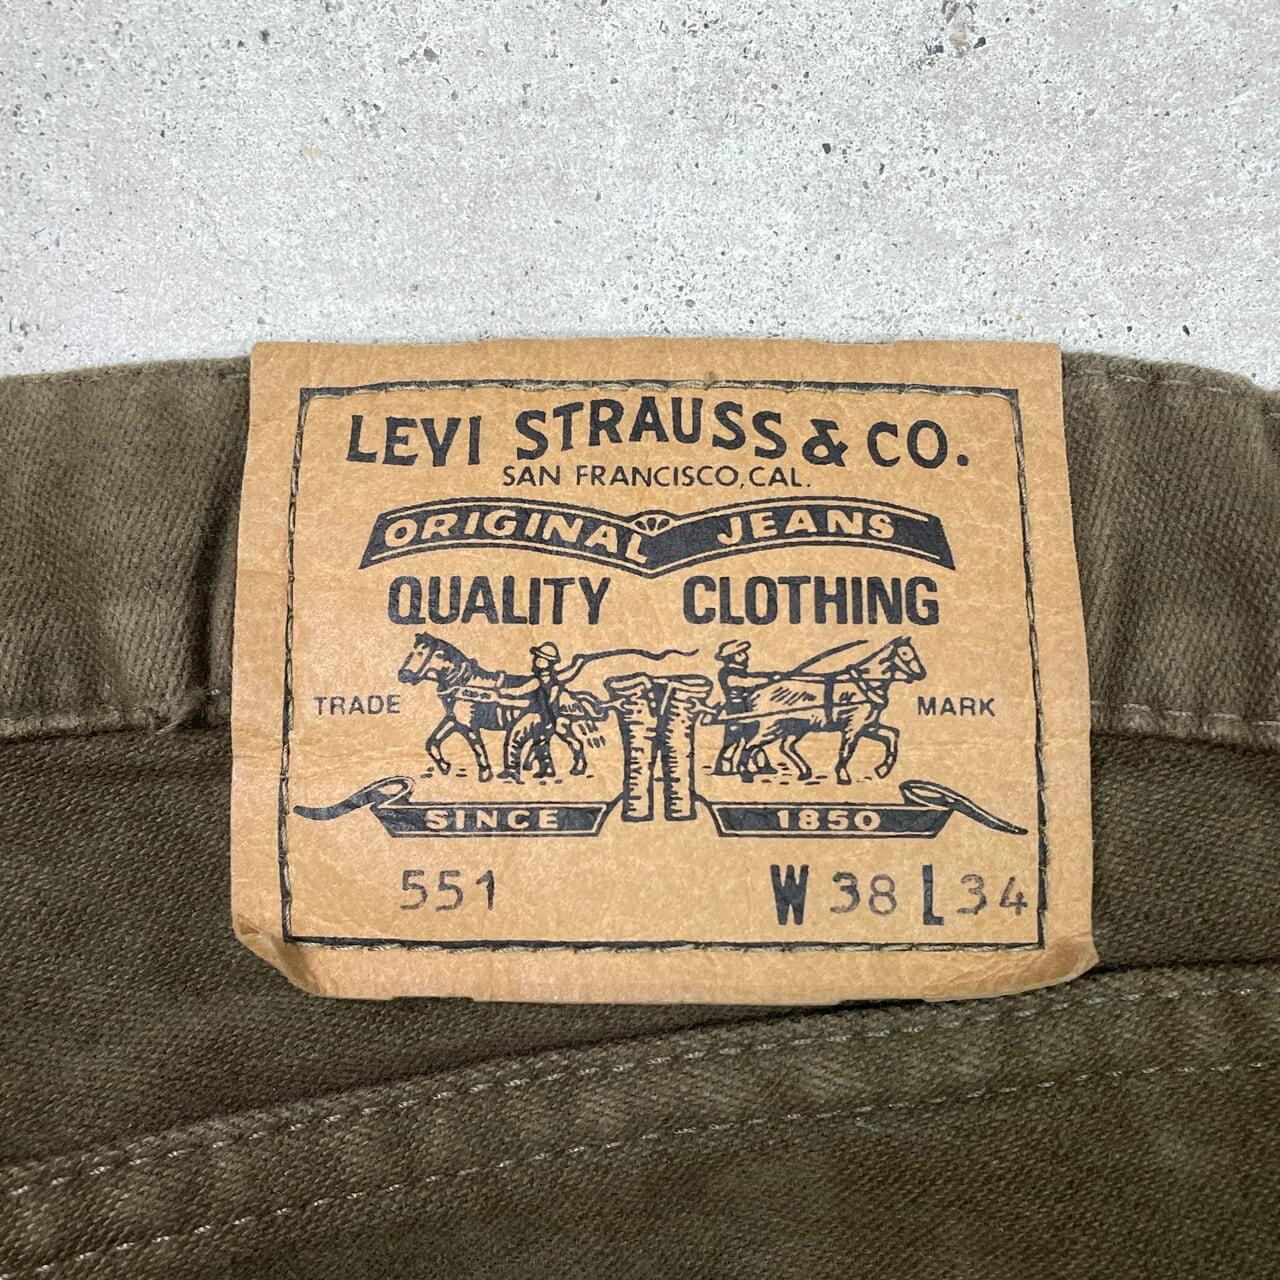 LEVI STRAUSS & CO.
SAN FRANCISCO, CAL.
ORIGINAL JEANS
QUALITY CLOTHING
TRADE MARK
SINCE 1850
551 W 38 L 34